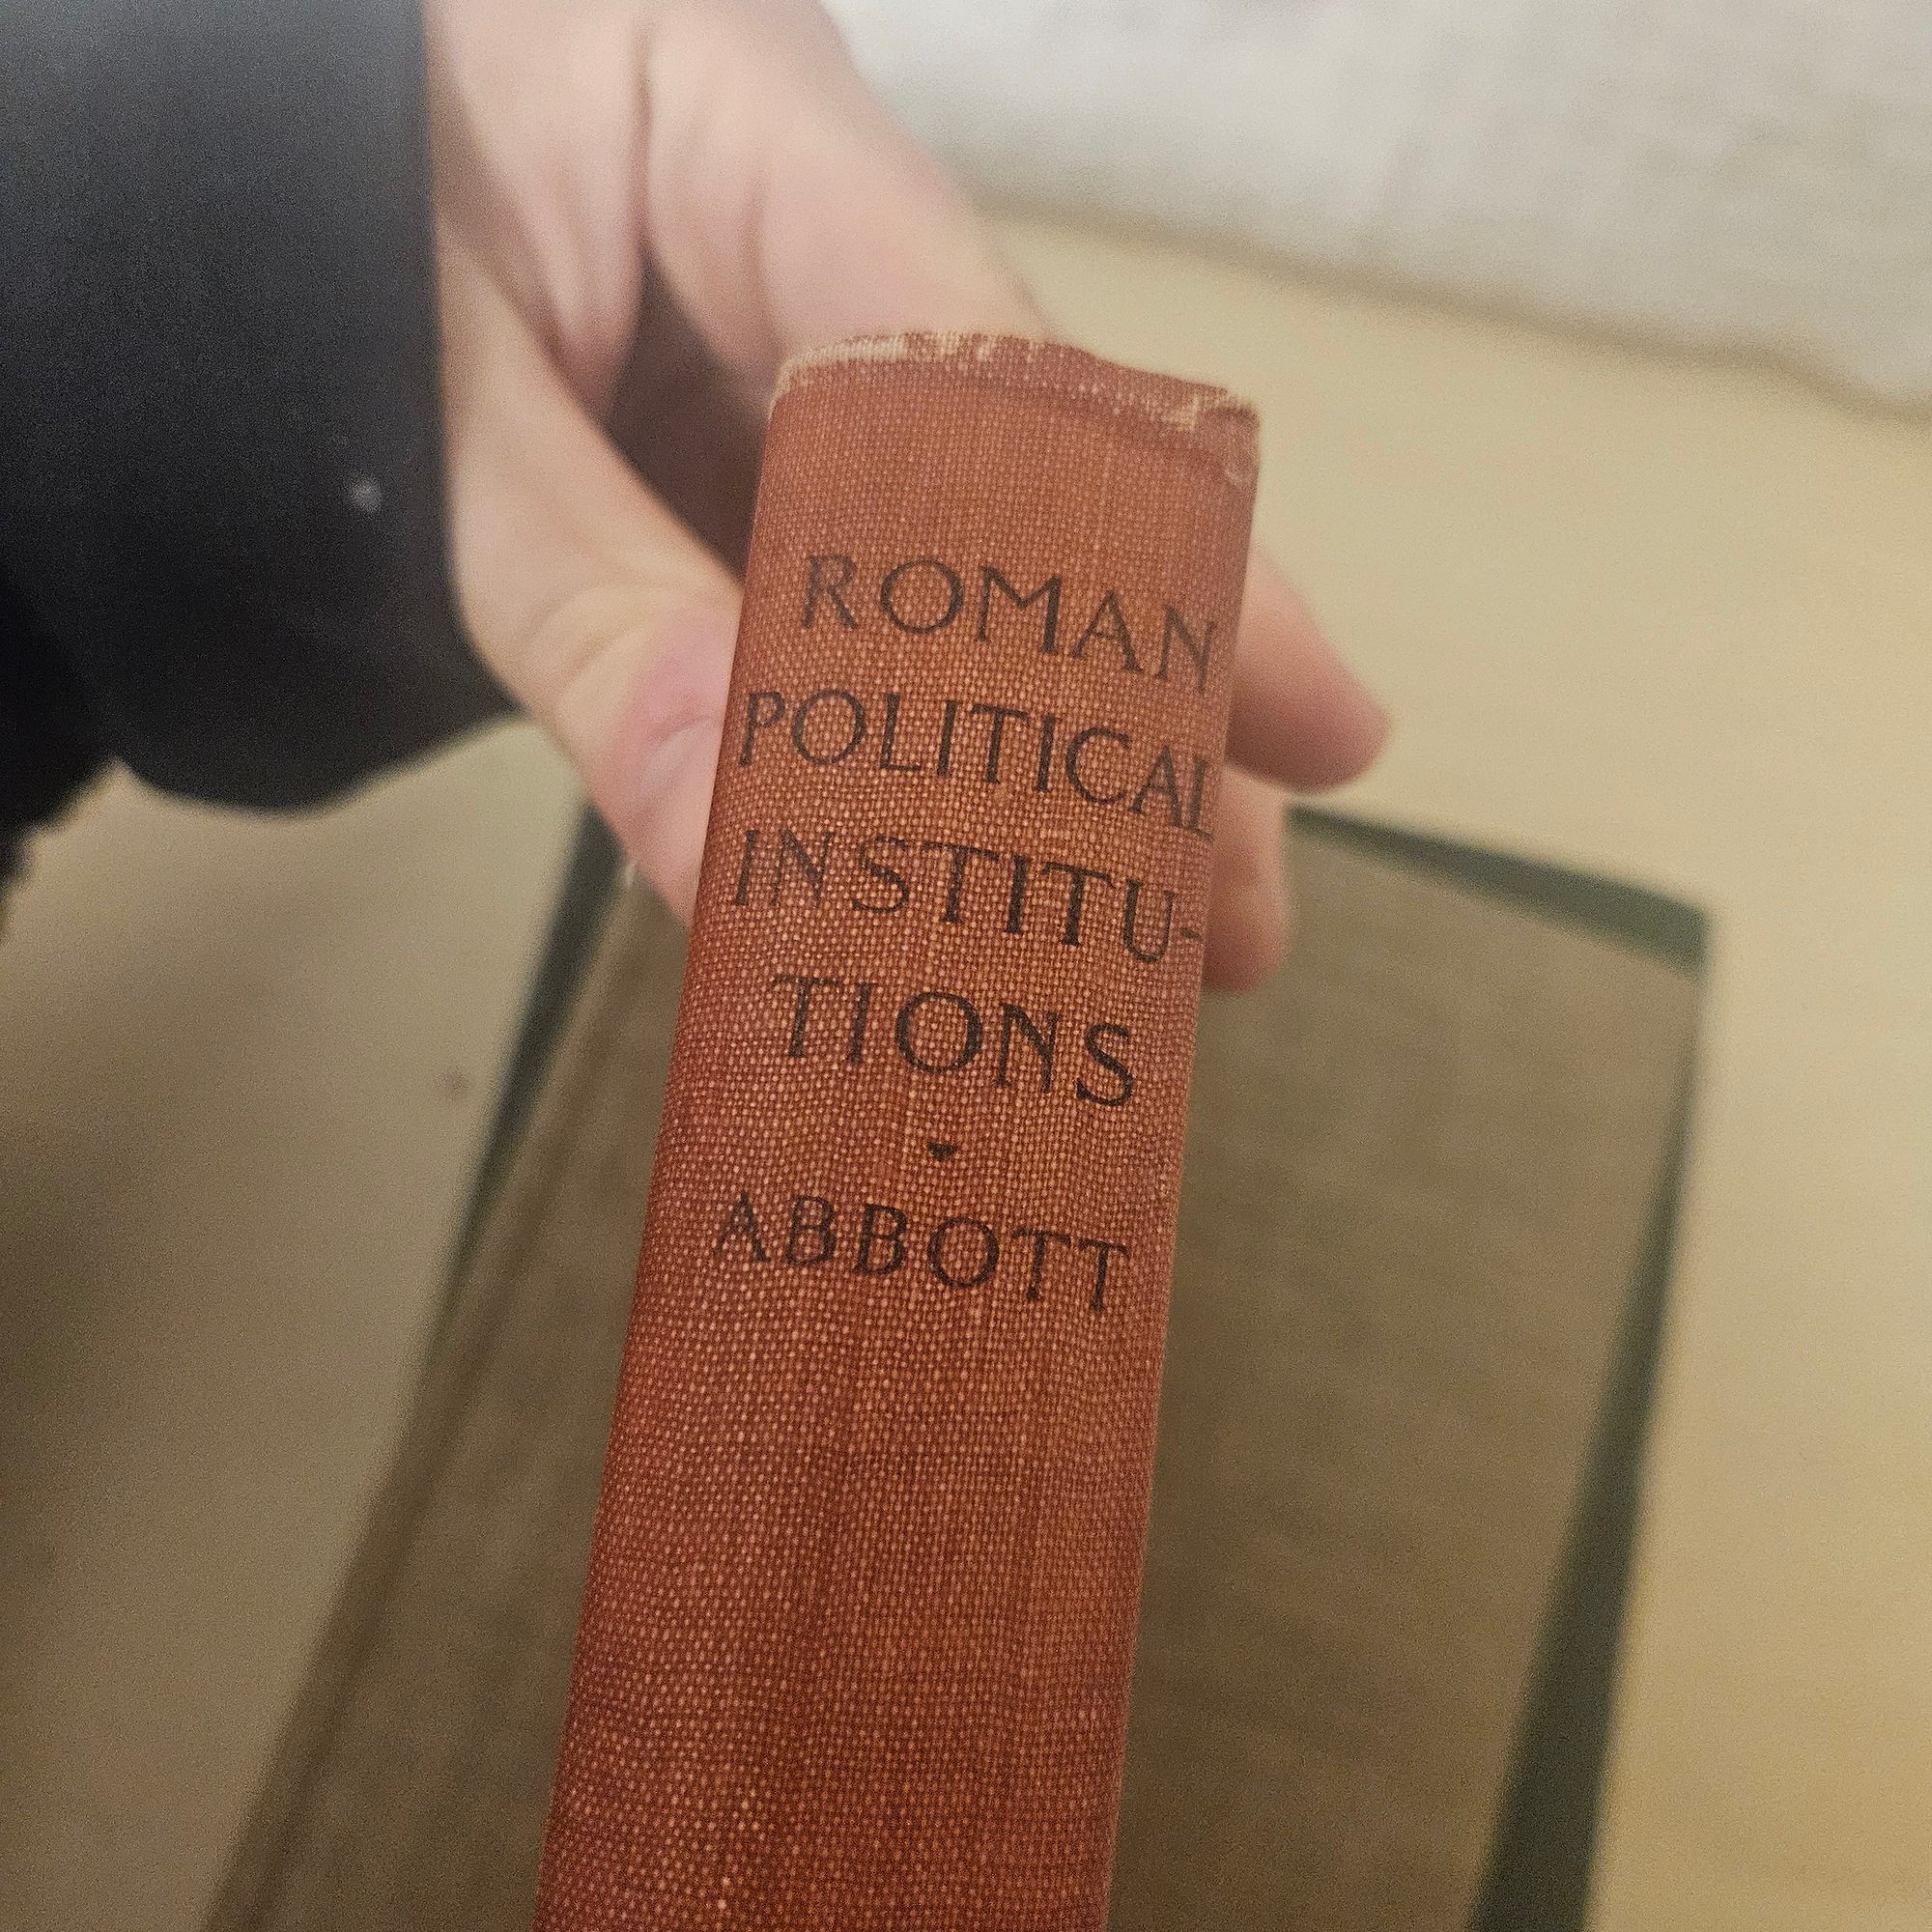 ROMAN
POLITICAL
INSTITU-
TIONS
ABBOTT